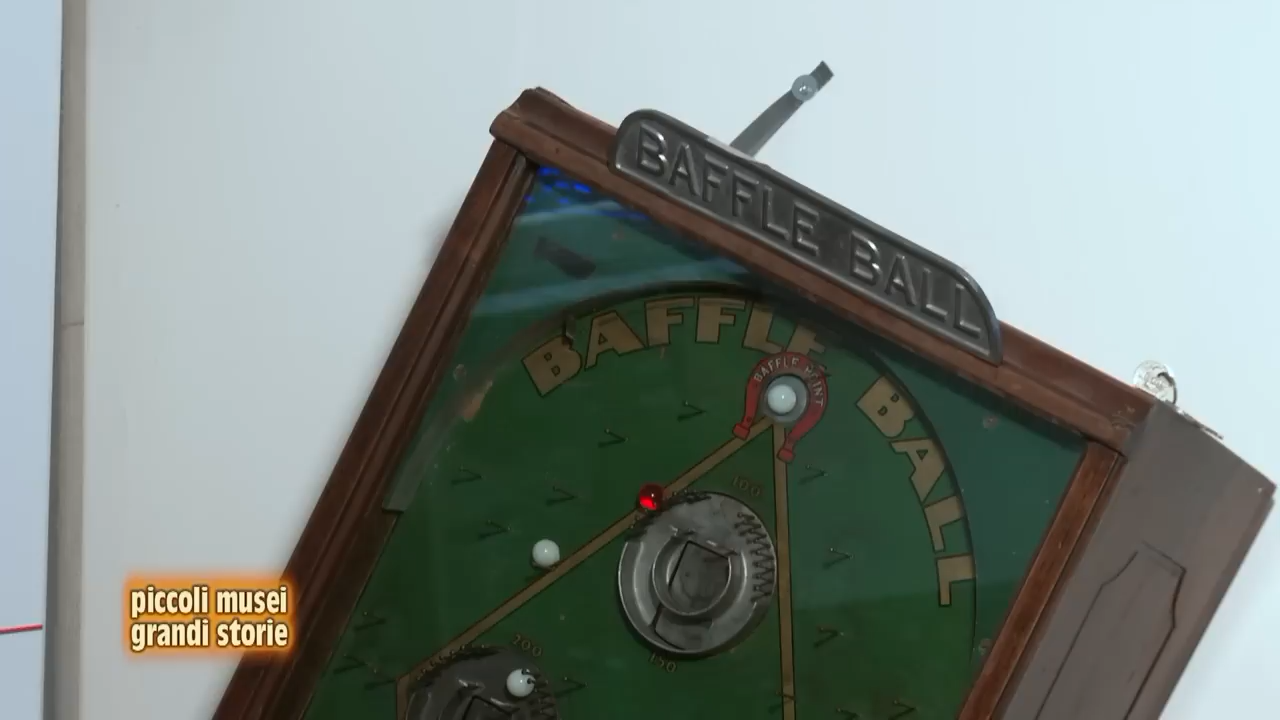 BAFFLE BALL
BAFFLE BALL
BAFFLE POINT
100
150
200
piccoli musei
grandi storie